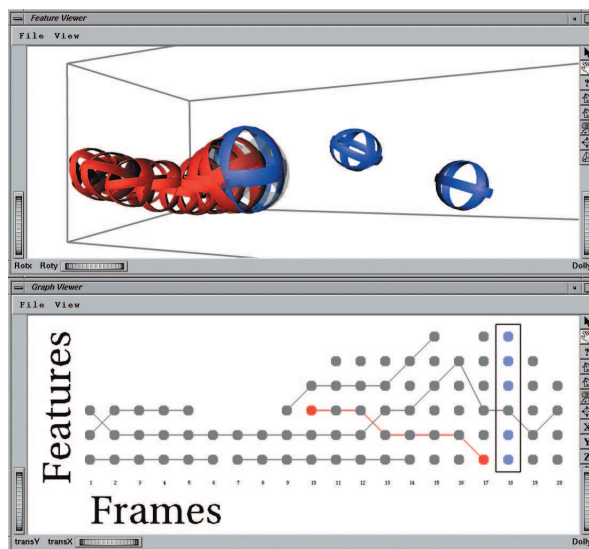 Feature Viewer
File View
?
Rotx Roty
Dolly
Graph Viewer
File View
Features
?
X
Y
Z
1 2 3 4 5 6 7 8 9 10 11 12 13 14 15 16 17 18 19 20
Frames
transY transX
Dolly